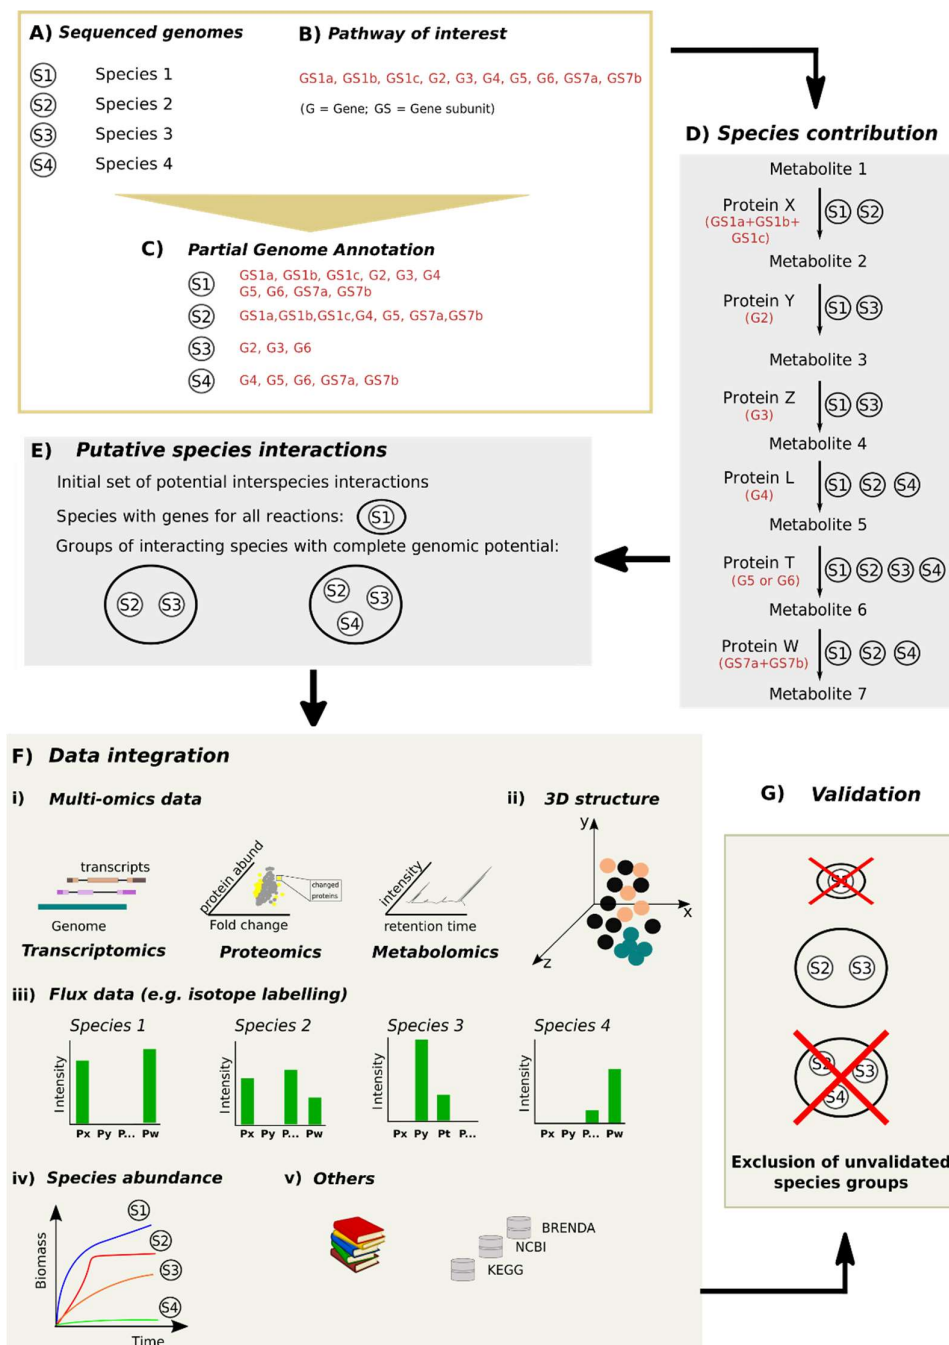 A) Sequenced genomes
S1 Species 1
S2 Species 2
S3 Species 3
S4 Species 4
B) Pathway of interest
GS1a, GS1b, GS1c, G2, G3, G4, G5, G6, GS7a, GS7b
(G = Gene; GS = Gene subunit)
C) Partial Genome Annotation
S1 GS1a, GS1b, GS1c, G2, G3, G4
G5, G6, GS7a, GS7b
S2 GS1a,GS1b,GS1c,G4, G5, GS7a,GS7b
S3 G2, G3, G6
S4 G4, G5, G6, GS7a, GS7b
D) Species contribution
Metabolite 1
Protein X S1 S2
(GS1a+GS1b+
GS1c)
Metabolite 2
Protein Y S1 S3
(G2)
Metabolite 3
Protein Z S1 S3
(G3)
Metabolite 4
Protein L S1 S2 S4
(G4)
Metabolite 5
Protein T S1 S2 S3 S4
(G5 or G6)
Metabolite 6
Protein W S1 S2 S4
(GS7a+GS7b)
Metabolite 7
E) Putative species interactions
Initial set of potential interspecies interactions
Species with genes for all reactions: S1
Groups of interacting species with complete genomic potential:
S2 S3
S2 S3
S4
F) Data integration
i) Multi-omics data
transcripts
Genome
Transcriptomics
protein abund
changed
proteins
Fold change
Proteomics
intensity
retention time
Metabolomics
ii) 3D structure
y
x
z
iii) Flux data (e.g. isotope labelling)
Species 1
Intensity
Px Py P... Pw
Species 2
Intensity
Px Py P... Pw
Species 3
Intensity
Px Py Pt P...
Species 4
Intensity
Px Py P... Pw
iv) Species abundance
Biomass
S1
S2
S3
S4
Time
v) Others
BRENDA
NCBI
KEGG
G) Validation
S1
S2 S3
S2 S3
S4
Exclusion of unvalidated
species groups